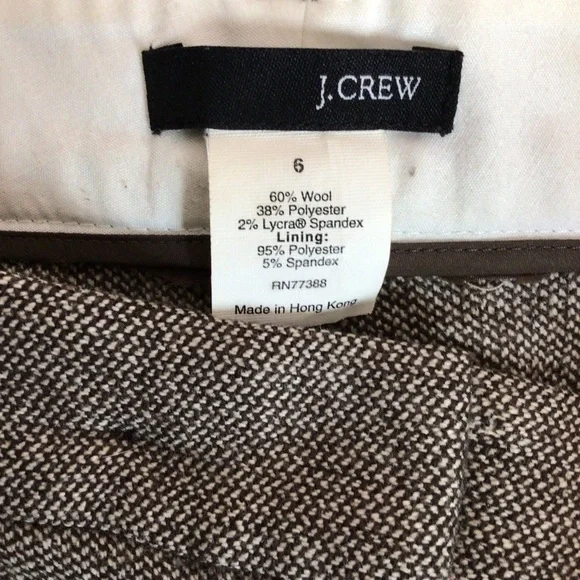 J.CREW
6
60% Wool
38% Polyester
2% Lycra® Spandex
Lining:
95% Polyester
5% Spandex
RN77388
Made in Hong Kong